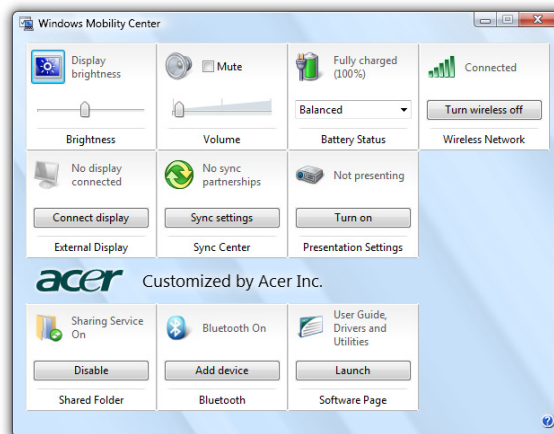 Windows Mobility Center
Display
brightness
Brightness
Mute
Volume
Fully charged
(100%)
Balanced
Battery Status
Connected
Turn wireless off
Wireless Network
No display
connected
Connect display
External Display
No sync
partnerships
Sync settings
Sync Center
Not presenting
Turn on
Presentation Settings
acer Customized by Acer Inc.
Sharing Service
On
Disable
Shared Folder
Bluetooth On
Add device
Bluetooth
User Guide,
Drivers and
Utilities
Launch
Software Page